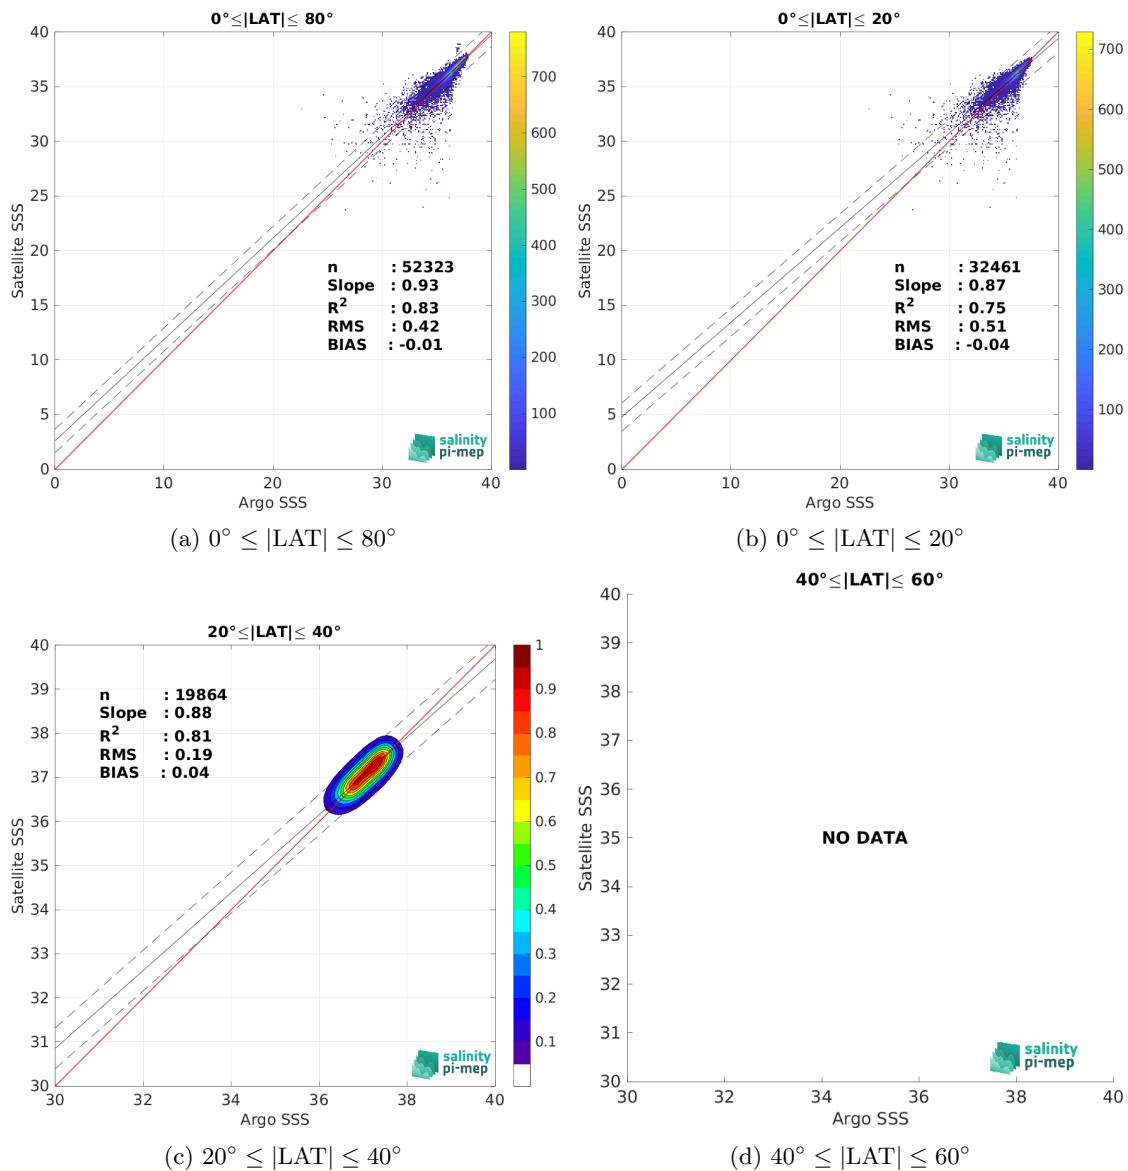 0°≤|LAT|≤ 80°
40
35
30
25
20
15
10
5
0
Satellite SSS
0
10
20
30
40
Argo SSS
700
600
500
400
300
200
100
n : 52323
Slope : 0.93
R2 : 0.83
RMS : 0.42
BIAS : -0.01
salinity
pi-mep
(a) 0° ≤ |LAT| ≤ 80°
0°≤|LAT|≤ 20°
40
35
30
25
20
15
10
5
0
Satellite SSS
0
10
20
30
40
Argo SSS
700
600
500
400
300
200
100
n : 32461
Slope : 0.87
R2 : 0.75
RMS : 0.51
BIAS : -0.04
salinity
pi-mep
(b) 0° ≤ |LAT| ≤ 20°
20°≤|LAT|≤ 40°
40
39
38
37
36
35
34
33
32
31
30
Satellite SSS
30
32
34
36
38
40
Argo SSS
1
0.9
0.8
0.7
0.6
0.5
0.4
0.3
0.2
0.1
n : 19864
Slope : 0.88
R2 : 0.81
RMS : 0.19
BIAS : 0.04
salinity
pi-mep
(c) 20° ≤ |LAT| ≤ 40°
40°≤|LAT|≤ 60°
40
39
38
37
36
35
34
33
32
31
30
Satellite SSS
NO DATA
30
32
34
36
38
40
Argo SSS
salinity
pi-mep
(d) 40° ≤ |LAT| ≤ 60°